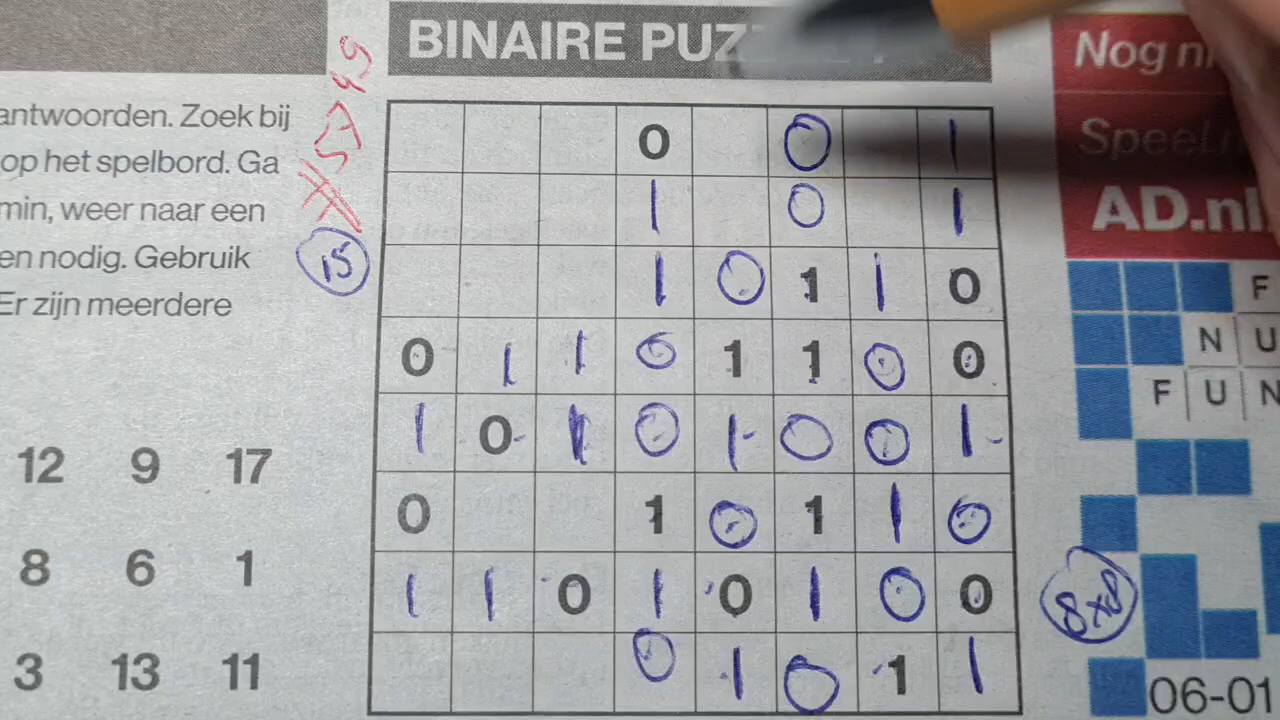 BINAIRE PUZ
Nog n
antwoorden. Zoek bij
op het spelbord. Ga
min, weer naar een
en nodig. Gebruik
Er zijn meerdere
57 49
15
Speel.n
AD.nl
12 9 17
8 6 1
3 13 11
0 0 1
1 0 1
1 0 1 1 0
0 1 1 0 1 1 0 0
1 0 1 0 1 0 0 1
0 1 0 1 1 0
1 1 0 1 0 1 0 0
0 1 0 1 1
F
N U
F U N
8x8
06-01